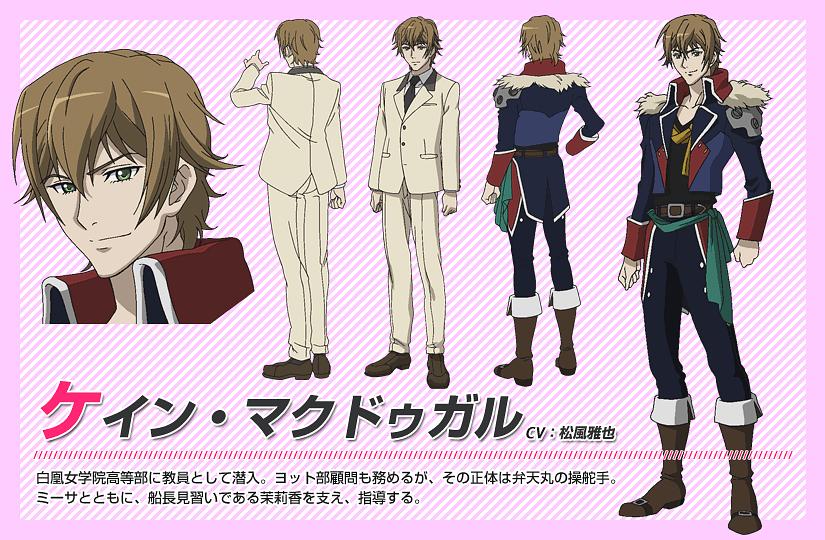 ケイン・マクドゥガル CV：松風雅也
白凰女学院高等部に教員として潜入。ヨット部顧問も務めるが、その正体は弁天丸の操舵手。
ミーサとともに、船長見習いである茉莉香を支え、指導する。